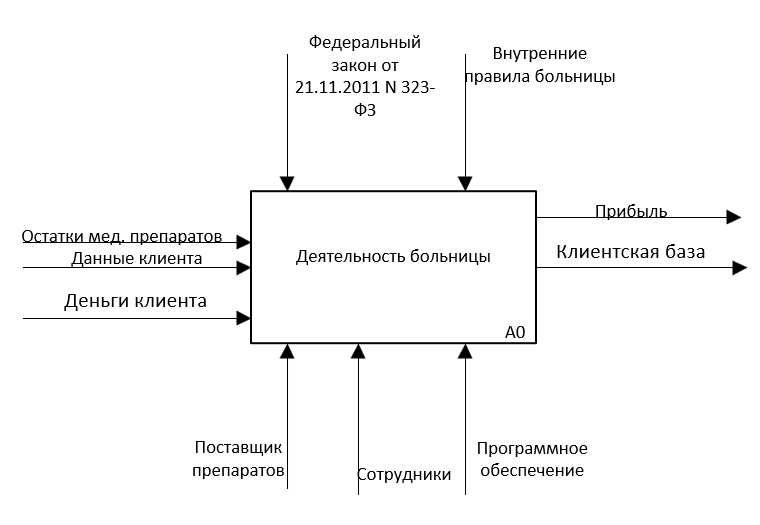 Федеральный
закон от
21.11.2011 N 323-
ФЗ
Внутренние
правила больницы
Остатки мед. препаратов
Данные клиента
Деньги клиента
Деятельность больницы
A0
Прибыль
Клиентская база
Поставщик
препаратов
Сотрудники
Программное
обеспечение